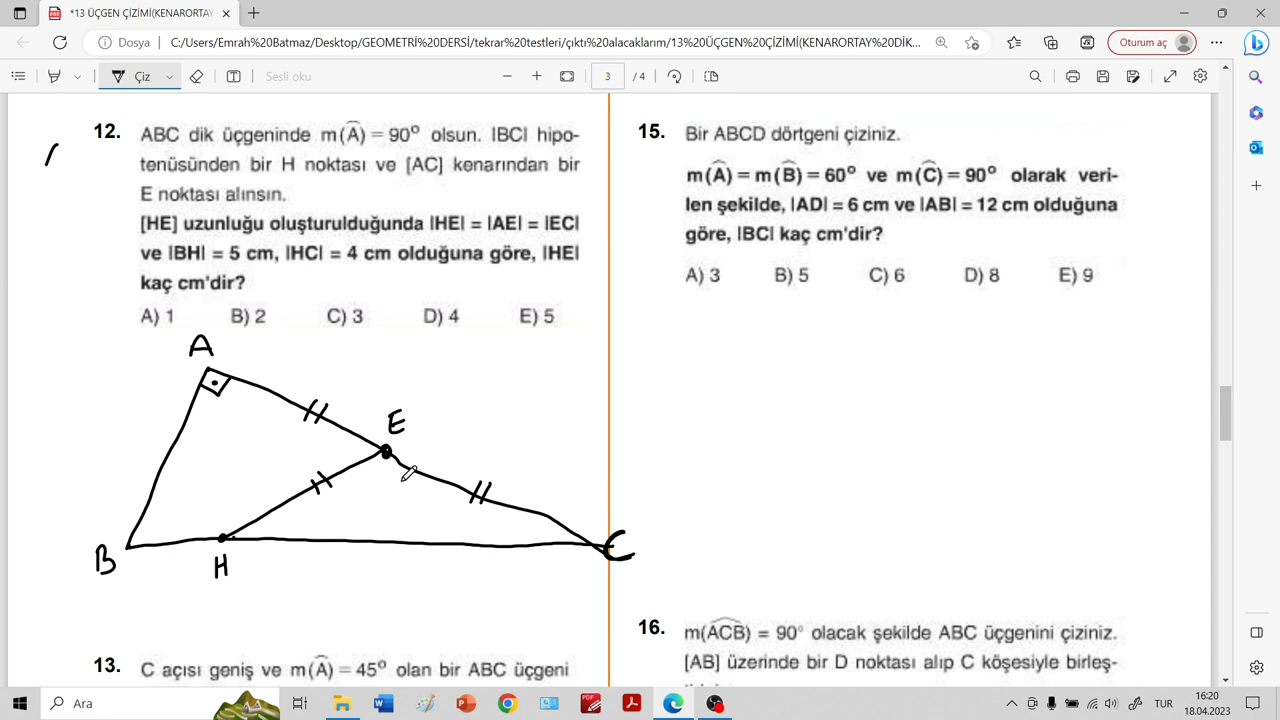 *13 ÜÇGEN ÇİZİMİ(KENARORTAY
Dosya
C:/Users/Emrah%20Batmaz/Desktop/GEOMETRİ%20DERSİ/tekrar%20testleri/çıktı%20alacaklarım/13%20ÜÇGEN%20ÇİZİMİ(KENARORTAY%20DİK...
Oturum aç
Çiz
Sesli oku
3 / 4
12. ABC dik üçgeninde m(A) = 90° olsun. |BC| hipo-
tenüsünden bir H noktası ve [AC] kenarından bir
E noktası alınsın.
[HE] uzunluğu oluşturulduğunda |HE| = |AE| = |EC|
ve |BH| = 5 cm, |HC| = 4 cm olduğuna göre, |HE|
kaç cm'dir?
A) 1 B) 2 C) 3 D) 4 E) 5
A
E
B
H
C
13. C açısı geniş ve m(A) = 45° olan bir ABC üçgeni
15. Bir ABCD dörtgeni çiziniz.
m(A) = m(B) = 60° ve m(C) = 90° olarak veri-
len şekilde, |AD| = 6 cm ve |AB| = 12 cm olduğuna
göre, |BC| kaç cm'dir?
A) 3 B) 5 C) 6 D) 8 E) 9
16. m(ACB) = 90° olacak şekilde ABC üçgenini çiziniz.
[AB] üzerinde bir D noktası alıp C köşesiyle birleş-
Ara
TUR
16:20
18.04.2023